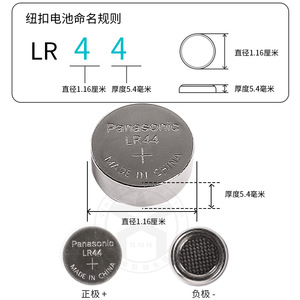 纽扣电池命名规则
LR 4 4
直径1.16厘米 厚度5.4毫米
直径1.16厘米
厚度5.4毫米
Panasonic
LR44
+
MADE IN CHINA
厚度5.4毫米
直径1.16厘米
Panasonic
LR44
+
MADE IN CHINA
正极 + 负极 -